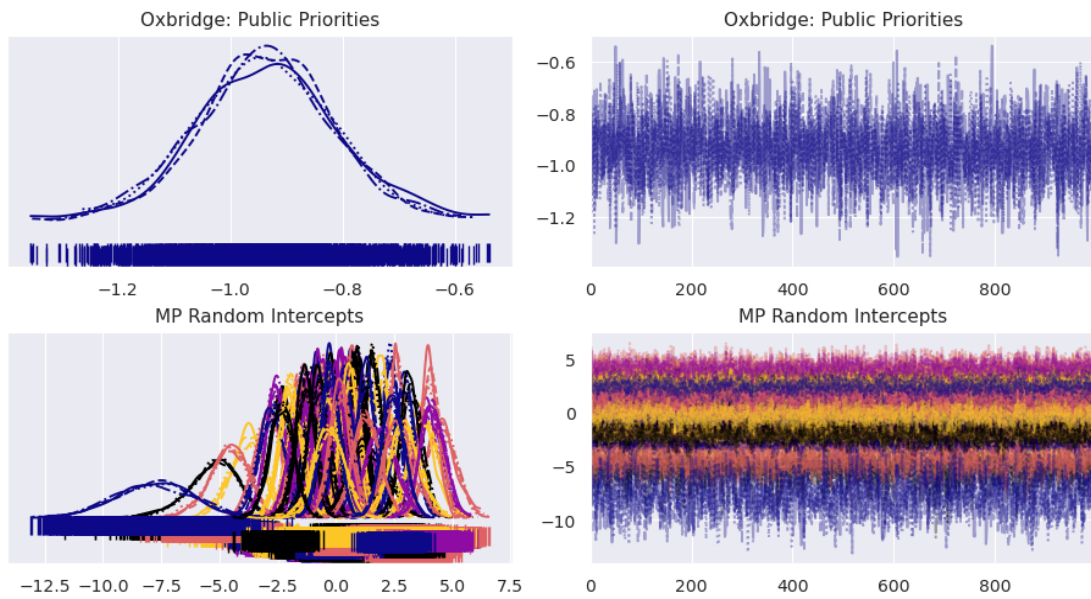 Oxbridge: Public Priorities
−1.2 −1.0 −0.8 −0.6
Oxbridge: Public Priorities
−0.6
−0.8
−1.0
−1.2
0 200 400 600 800
MP Random Intercepts
−12.5 −10.0 −7.5 −5.0 −2.5 0.0 2.5 5.0 7.5
MP Random Intercepts
5
0
−5
−10
0 200 400 600 800